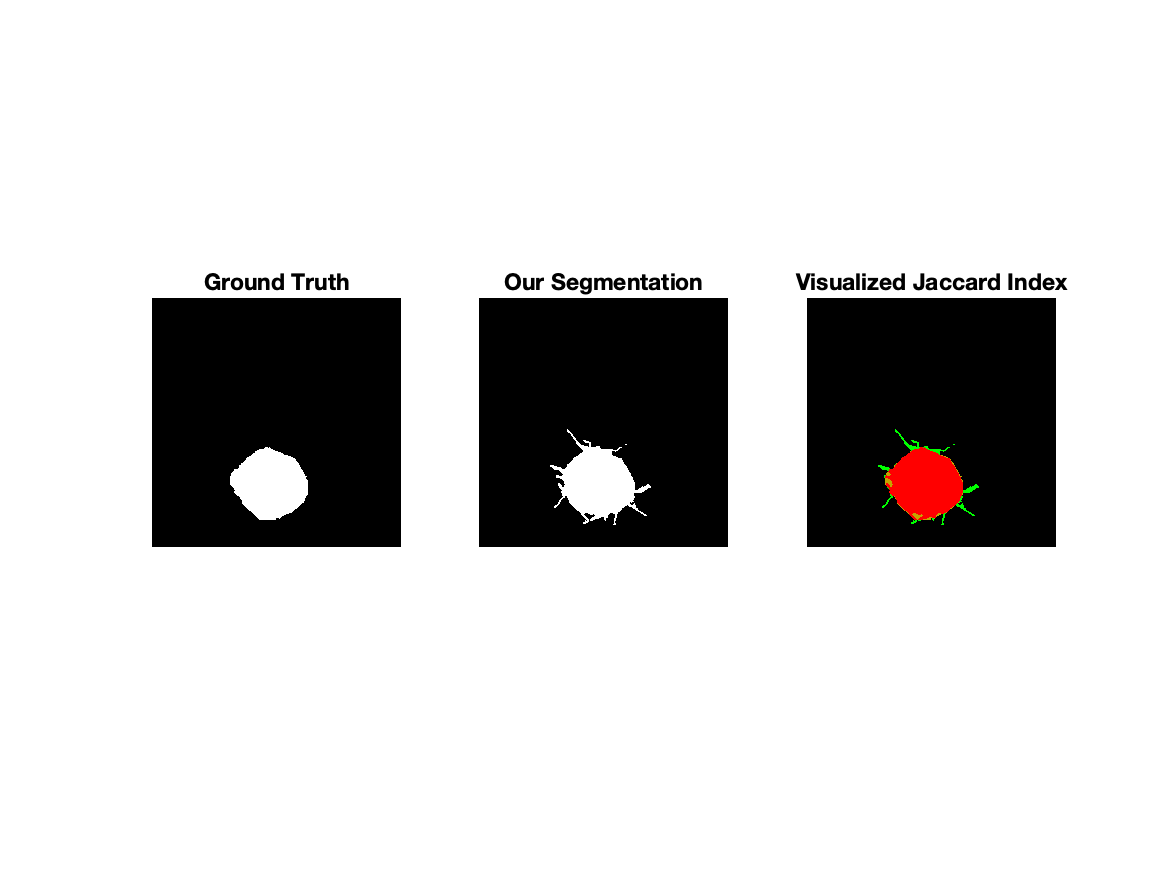 Ground Truth
Our Segmentation
Visualized Jaccard Index